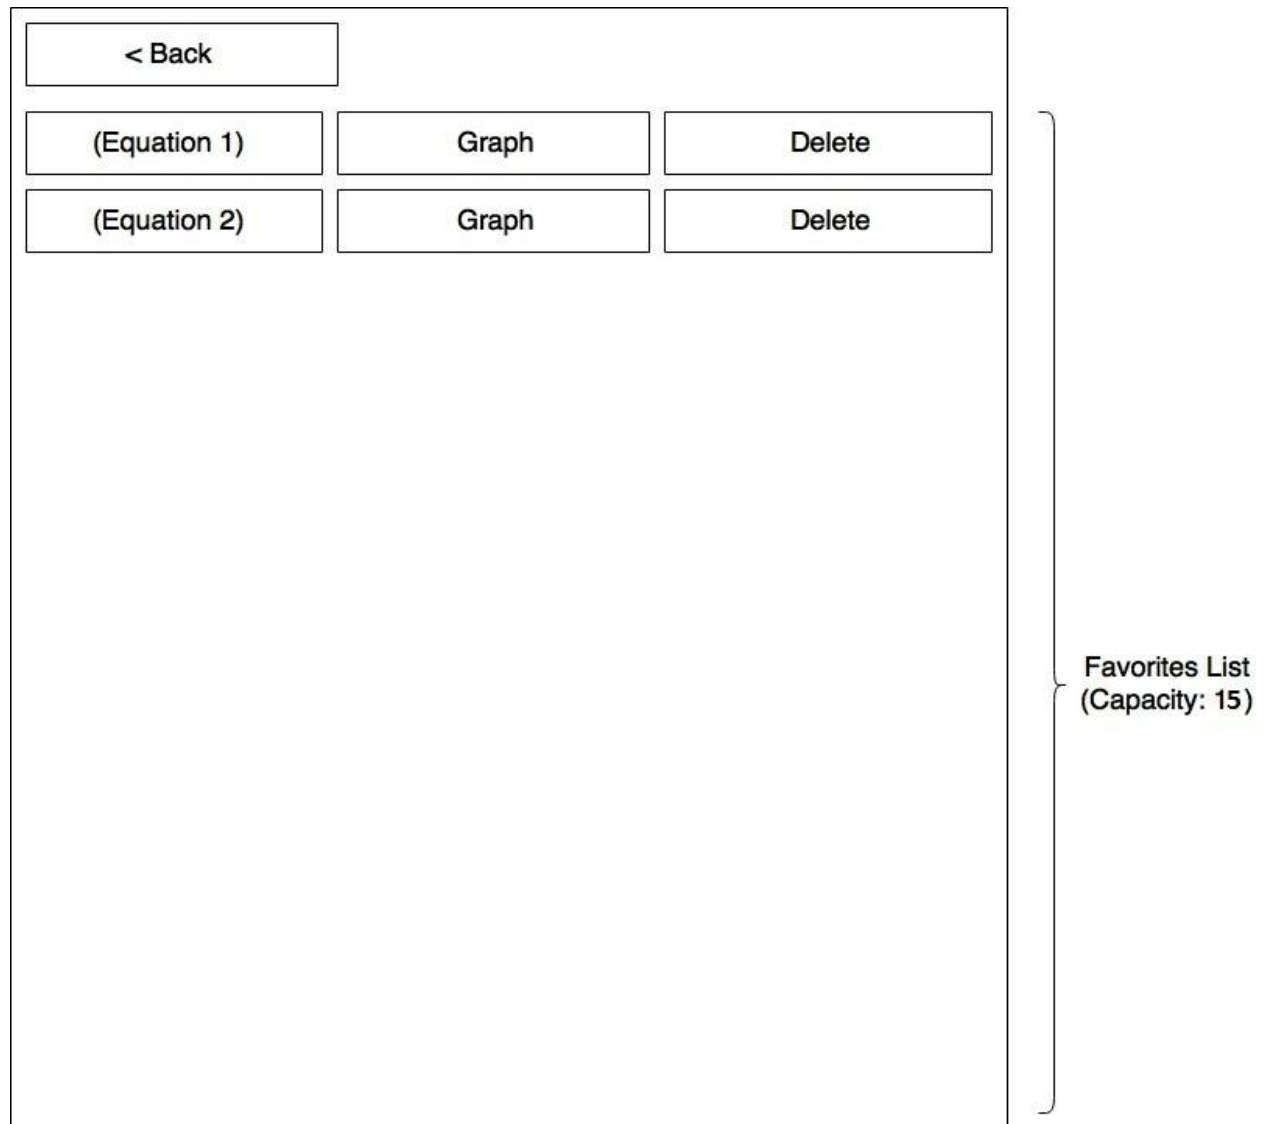 < Back
(Equation 1) Graph Delete
(Equation 2) Graph Delete
Favorites List
(Capacity: 15)